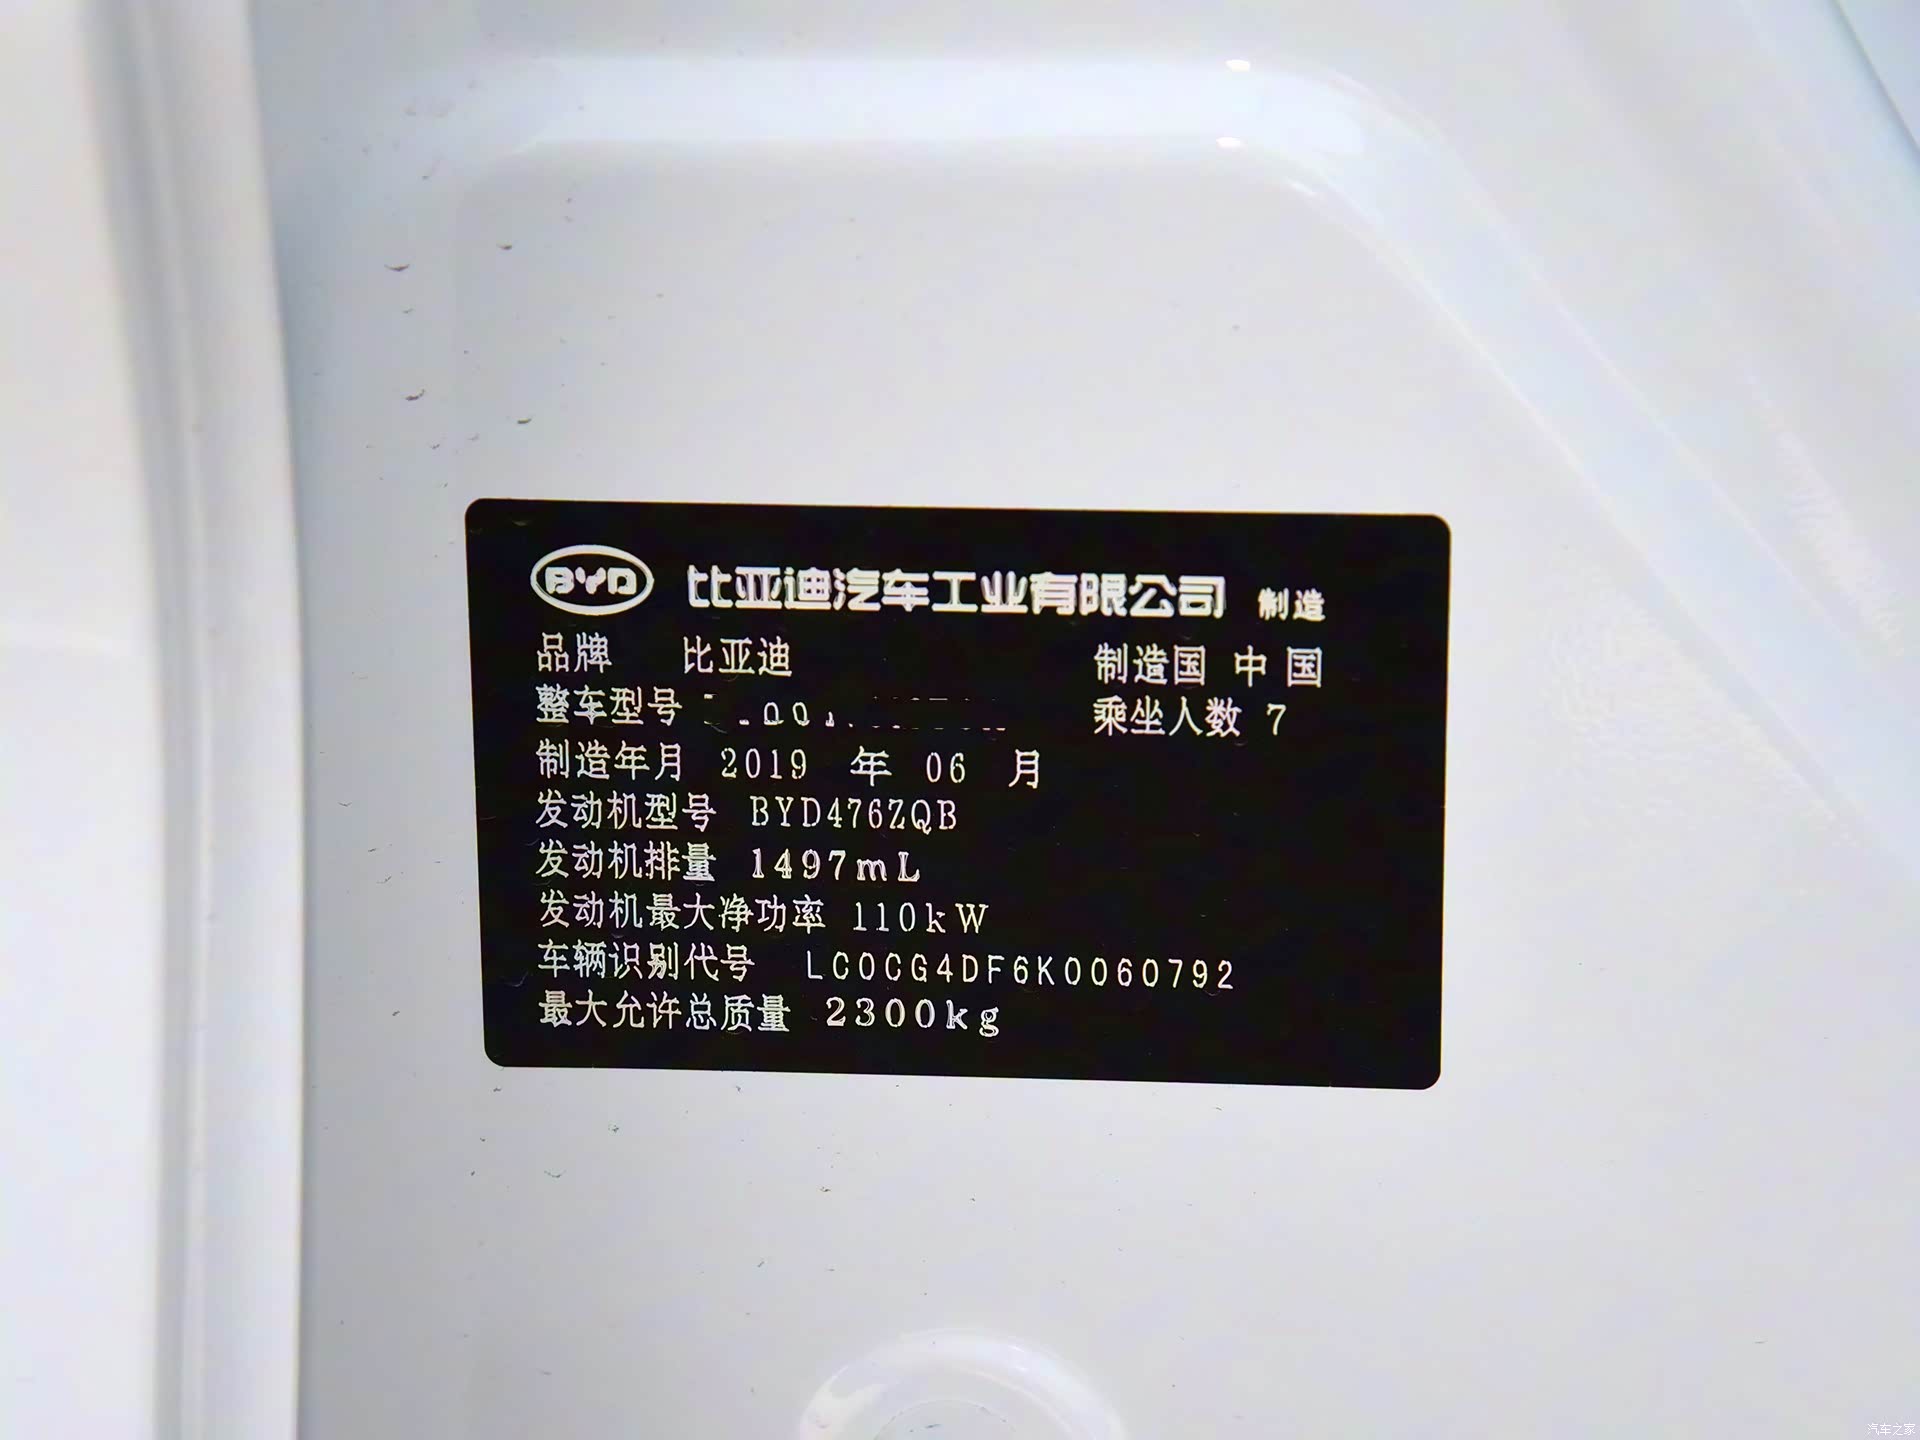 BYD 比亚迪汽车工业有限公司 制造
品牌 比亚迪 制造国 中国
整车型号 乘坐人数 7
制造年月 2019 年 06 月
发动机型号 BYD476ZQB
发动机排量 1497mL
发动机最大净功率 110kW
车辆识别代号 LC0CG4DF6K0060792
最大允许总质量 2300kg
汽车之家